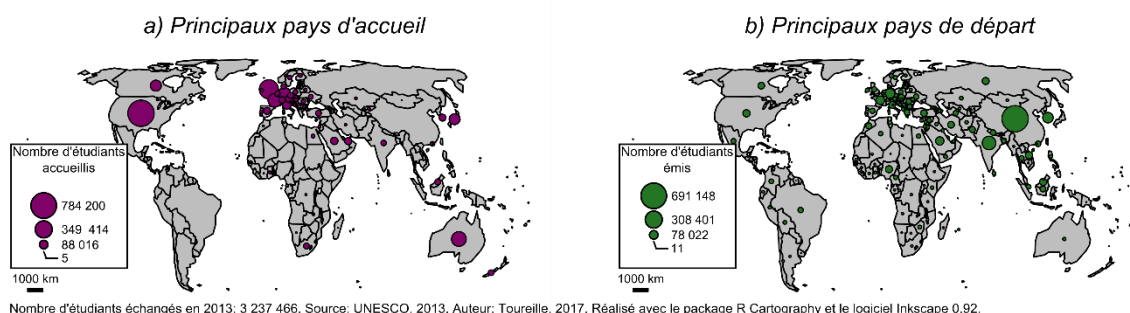 a) Principaux pays d'accueil
b) Principaux pays de départ
Nombre d'étudiants
accueillis
784 200
349 414
88 016
5
1000 km
Nombre d'étudiants
émis
691 148
308 401
78 022
11
1000 km
Nombre d'étudiants échangés en 2013: 3 237 466. Source: UNESCO, 2013. Auteur: Toureille, 2017. Réalisé avec le package R Cartography et le logiciel Inkscape 0.92.